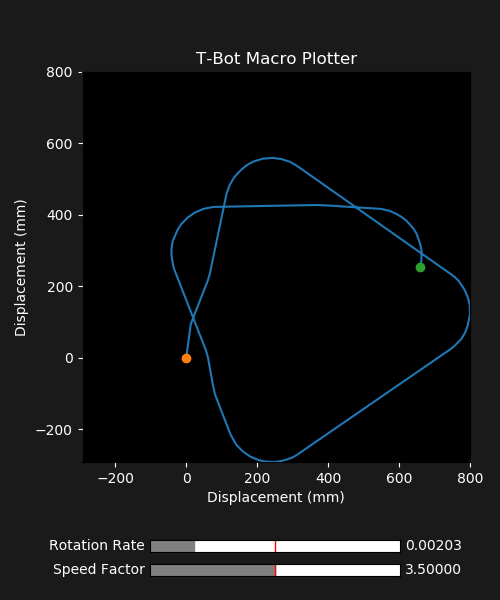 T-Bot Macro Plotter
800
600
400
200
0
−200
Displacement (mm)
−200 0 200 400 600 800
Displacement (mm)
Rotation Rate 0.00203
Speed Factor 3.50000